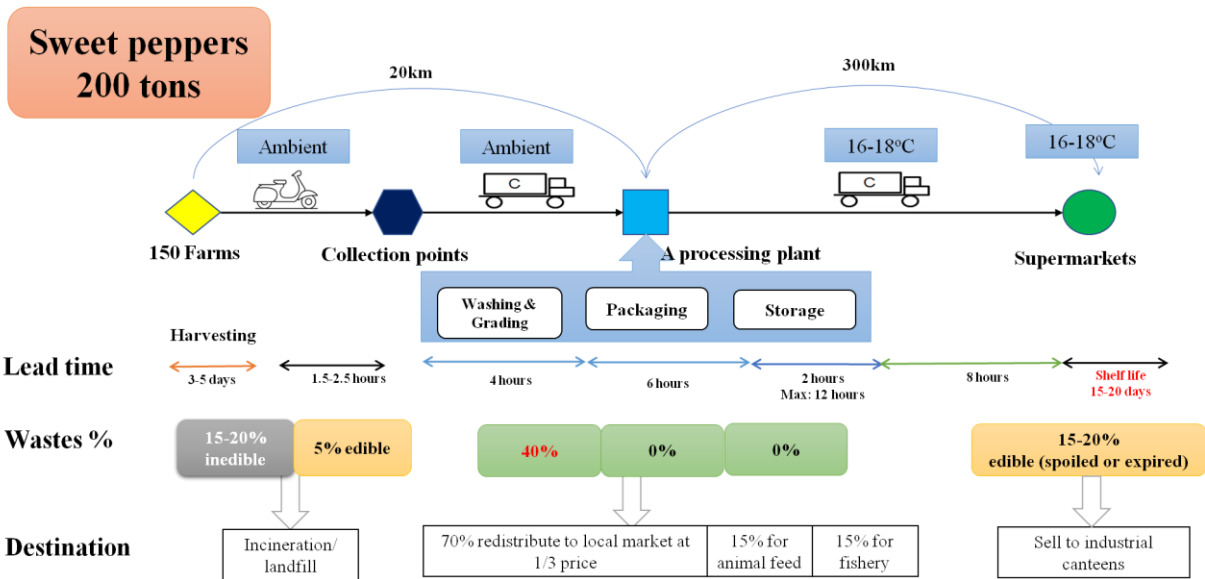 Sweet peppers
200 tons
20km
300km
Ambient
Ambient
16-18°C
16-18°C
C
C
150 Farms
Collection points
A processing plant
Supermarkets
Washing &
Grading
Packaging
Storage
Harvesting
Lead time
3-5 days
1.5-2.5 hours
4 hours
6 hours
2 hours
Max: 12 hours
8 hours
Shelf life
15-20 days
Wastes %
15-20%
inedible
5% edible
40%
0%
0%
15-20%
edible (spoiled or expired)
Destination
Incineration/
landfill
70% redistribute to local market at
1/3 price
15% for
animal feed
15% for
fishery
Sell to industrial
canteens